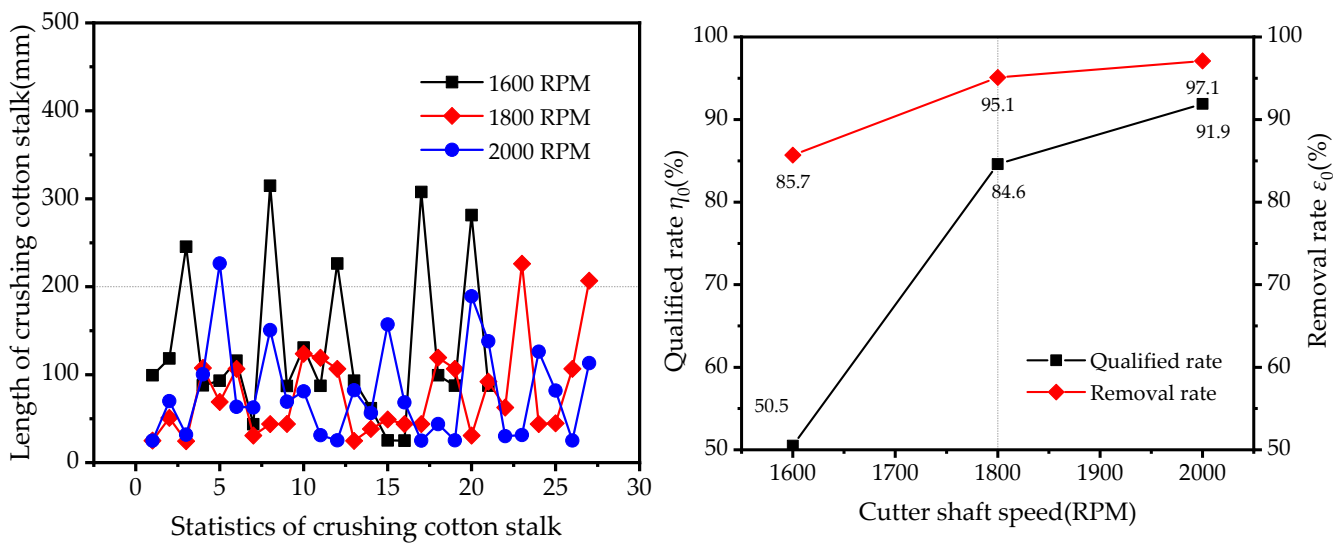 Length of crushing cotton stalk(mm)
500
400
300
200
100
0
1600 RPM
1800 RPM
2000 RPM
0 5 10 15 20 25 30
Statistics of crushing cotton stalk
Qualified rate η₀(%)
100
90
80
70
60
50
85.7
95.1
97.1
91.9
84.6
50.5
Qualified rate
Removal rate
100
90
80
70
60
50
Removal rate ε₀(%)
1600 1700 1800 1900 2000
Cutter shaft speed(RPM)